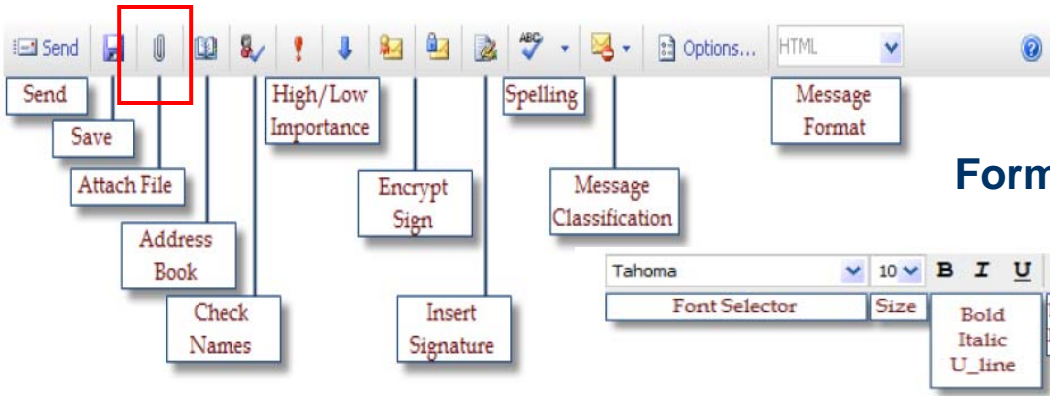 Send
ABC
Options...
HTML
Send
Save
Attach File
Address
Book
Check
Names
High/Low
Importance
Encrypt
Sign
Insert
Signature
Spelling
Message
Classification
Message
Format
Form
Tahoma 10 B I U
Font Selector
Size
Bold
Italic
U_line